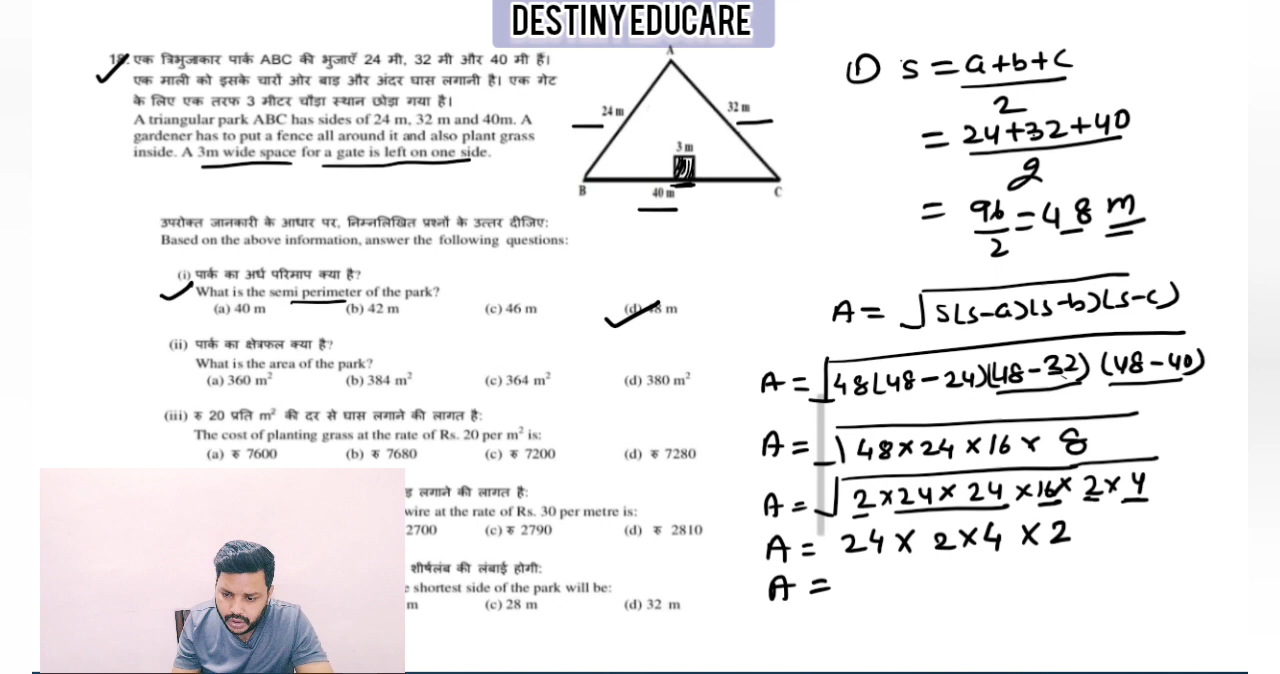 DESTINY EDUCARE
18. एक त्रिभुजाकार पार्क ABC की भुजाएँ 24 मी, 32 मी और 40 मी हैं।
एक माली को इसके चारों ओर बाड़ और अंदर घास लगानी है। एक गेट
के लिए एक तरफ 3 मीटर चौड़ा स्थान छोड़ा गया है।
A triangular park ABC has sides of 24 m, 32 m and 40m. A
gardener has to put a fence all around it and also plant grass
inside. A 3m wide space for a gate is left on one side.
A
24 m
32 m
3 m
B
40 m
C
उपरोक्त जानकारी के आधार पर, निम्नलिखित प्रश्नों के उत्तर दीजिए:
Based on the above information, answer the following questions:
(i) पार्क का अर्ध परिमाप क्या है?
What is the semi perimeter of the park?
(a) 40 m (b) 42 m (c) 46 m (d) 48 m
(ii) पार्क का क्षेत्रफल क्या है?
What is the area of the park?
(a) 360 m² (b) 384 m² (c) 364 m² (d) 380 m²
(iii) रु 20 प्रति m² की दर से घास लगाने की लागत है:
The cost of planting grass at the rate of Rs. 20 per m² is:
(a) रु 7600 (b) रु 7680 (c) रु 7200 (d) रु 7280
लगाने की लागत है:
wire at the rate of Rs. 30 per metre is:
2700 (c) रु 2790 (d) रु 2810
शीर्षलंब की लंबाई होगी:
shortest side of the park will be:
m (c) 28 m (d) 32 m
① S = a+b+c
2
= 24+32+40
2
= 96/2 = 48 m
A = √s(s-a)(s-b)(s-c)
A = √48(48-24)(48-32)(48-40)
A = √48×24×16×8
A = √2×24×24×16×2×4
A = 24×2×4×2
A =